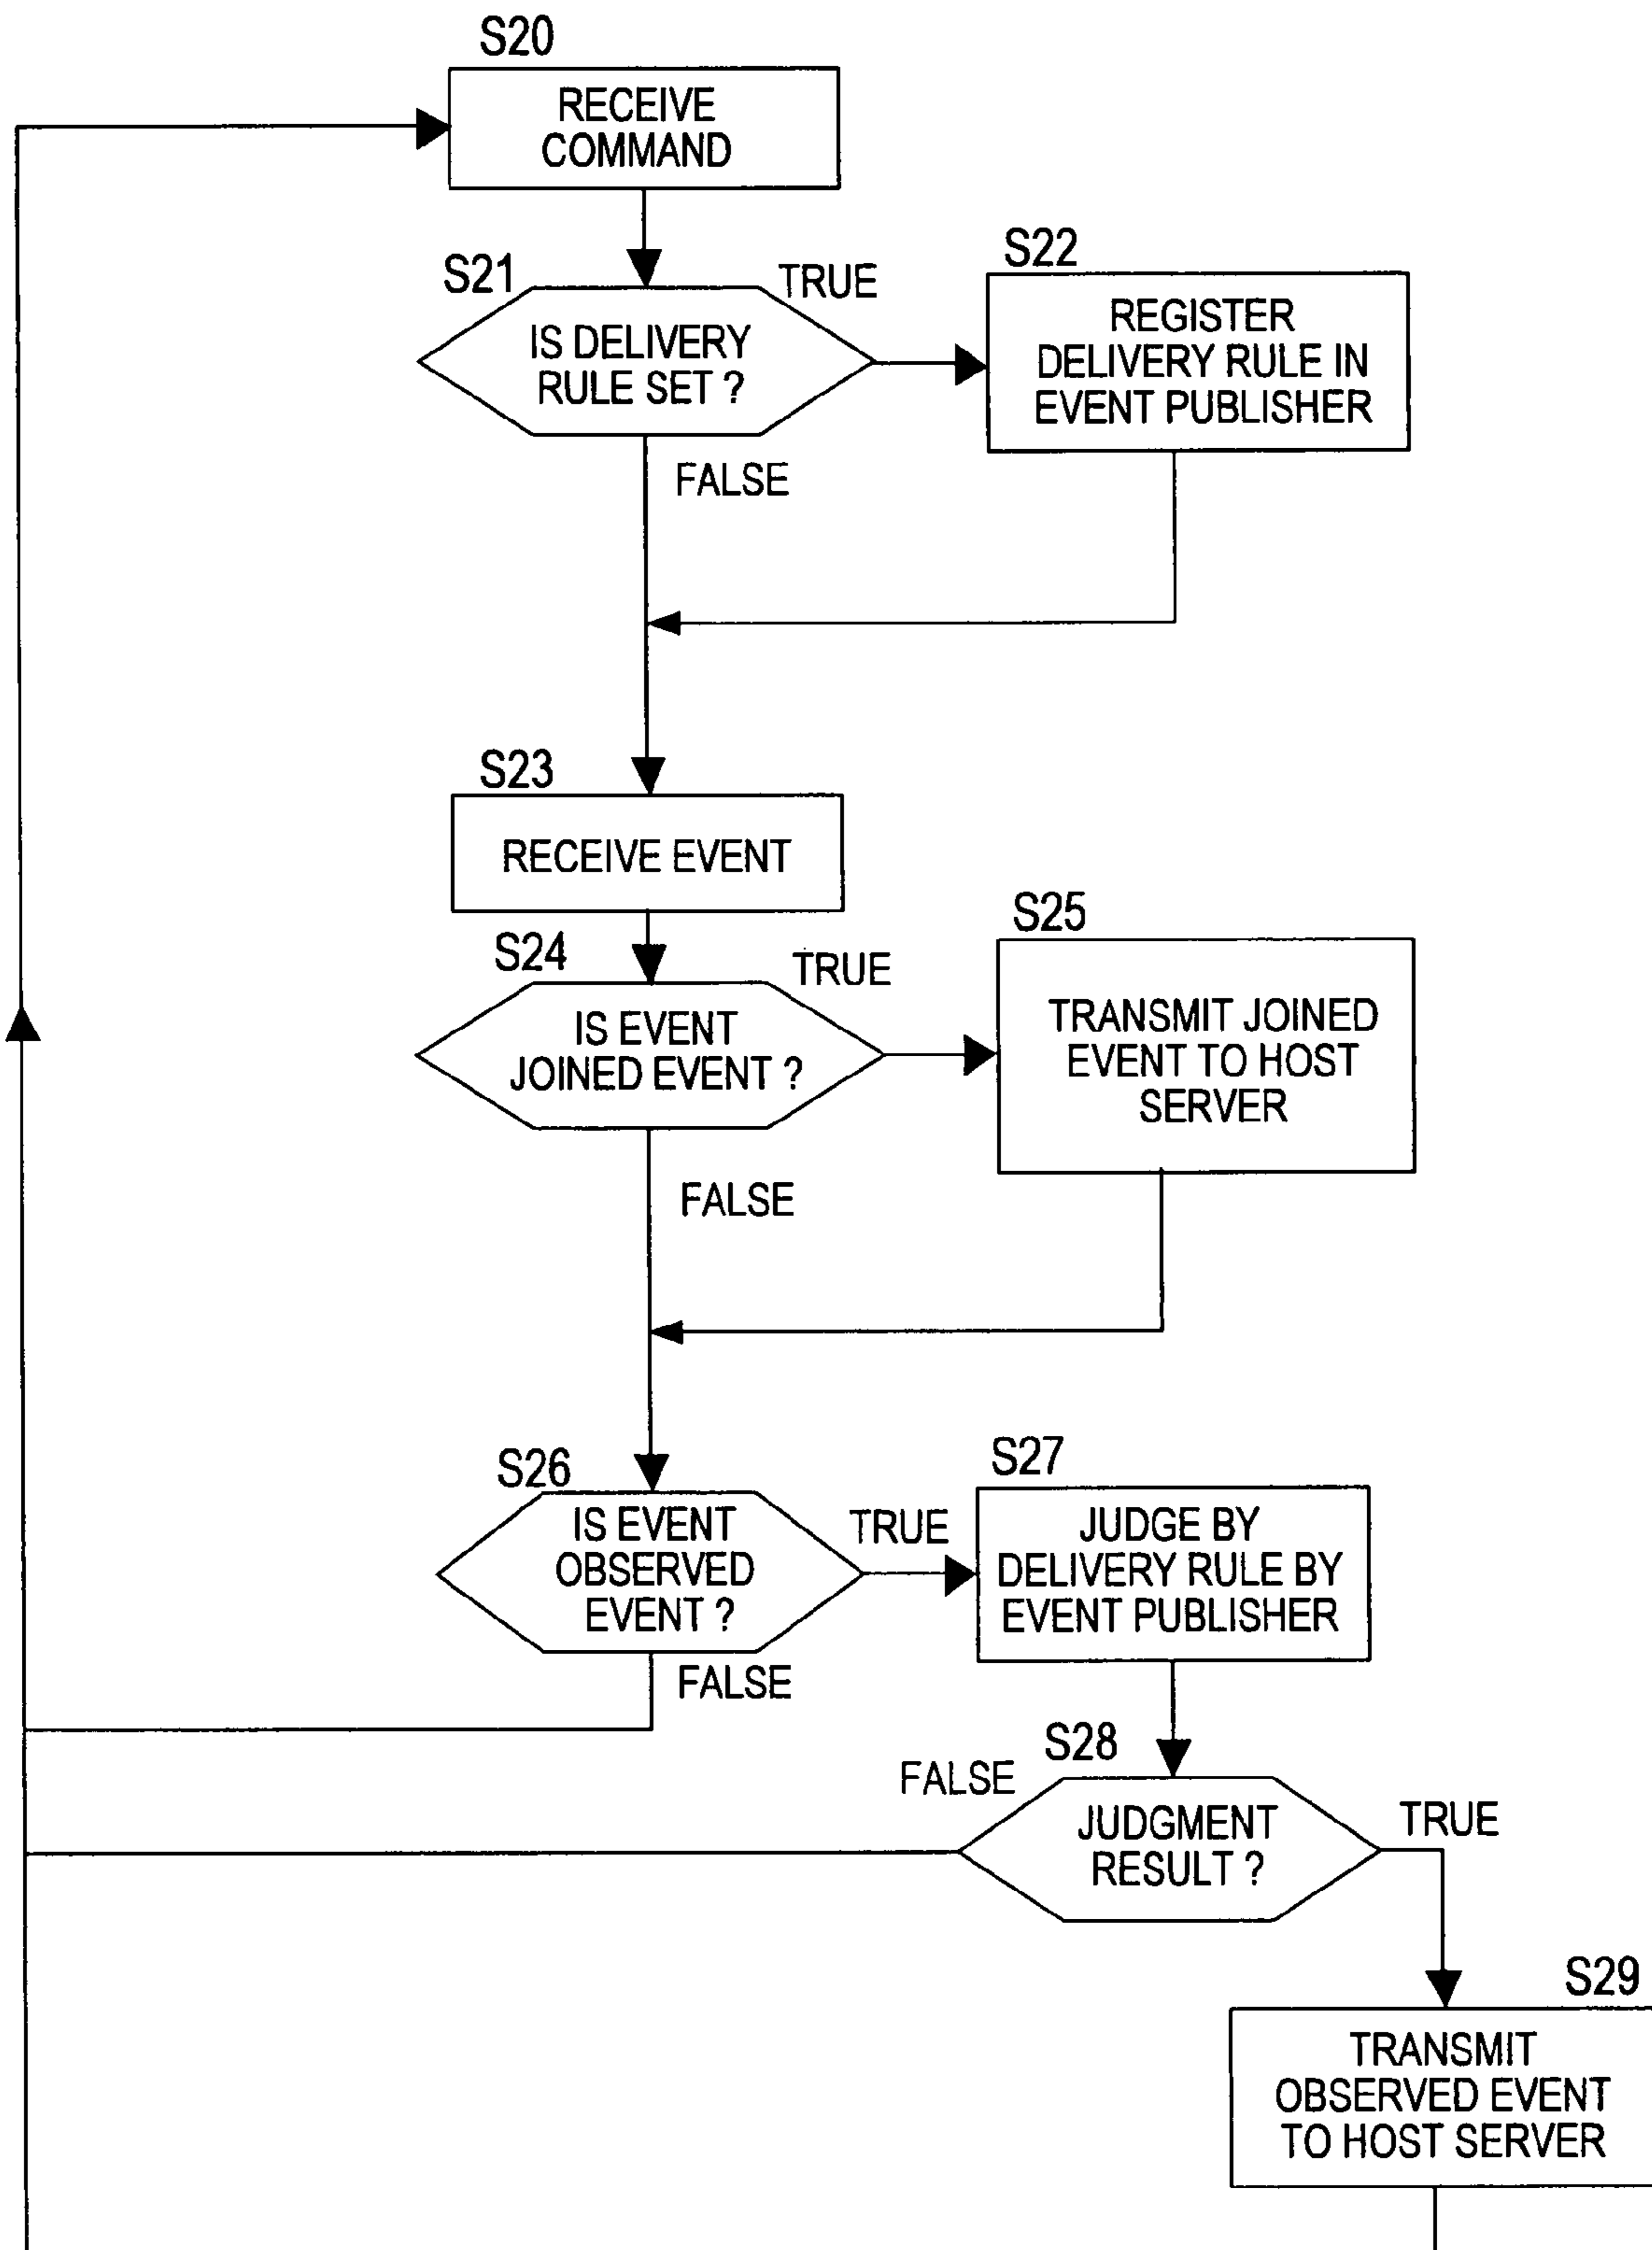 S20
RECEIVE
COMMAND
S21
IS DELIVERY
RULE SET ?
TRUE
FALSE
S22
REGISTER
DELIVERY RULE IN
EVENT PUBLISHER
S23
RECEIVE EVENT
S24
IS EVENT
JOINED EVENT ?
TRUE
FALSE
S25
TRANSMIT JOINED
EVENT TO HOST
SERVER
S26
IS EVENT
OBSERVED
EVENT ?
TRUE
FALSE
S27
JUDGE BY
DELIVERY RULE BY
EVENT PUBLISHER
S28
JUDGMENT
RESULT ?
FALSE
TRUE
S29
TRANSMIT
OBSERVED EVENT
TO HOST SERVER